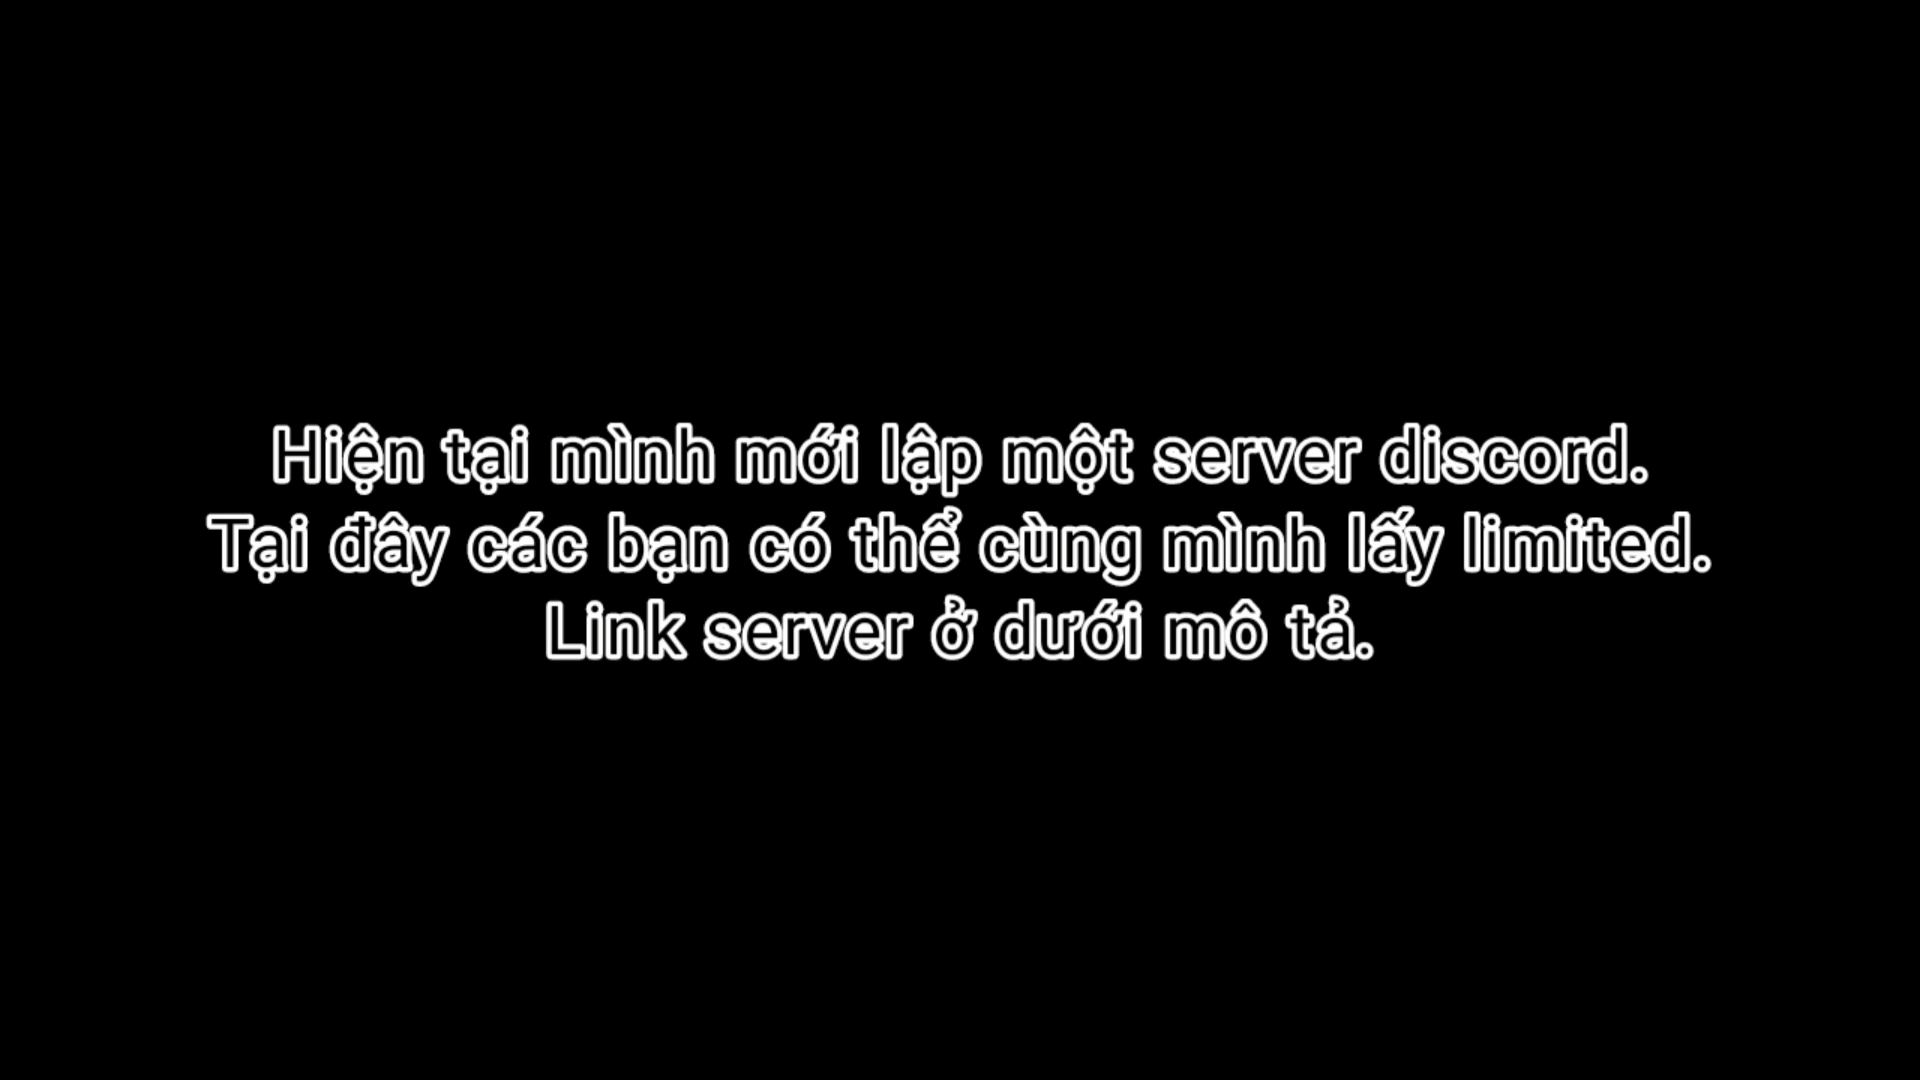 Hiện tại mình mới lập một server discord.
Tại đây các bạn có thể cùng mình lấy limited.
Link server ở dưới mô tả.